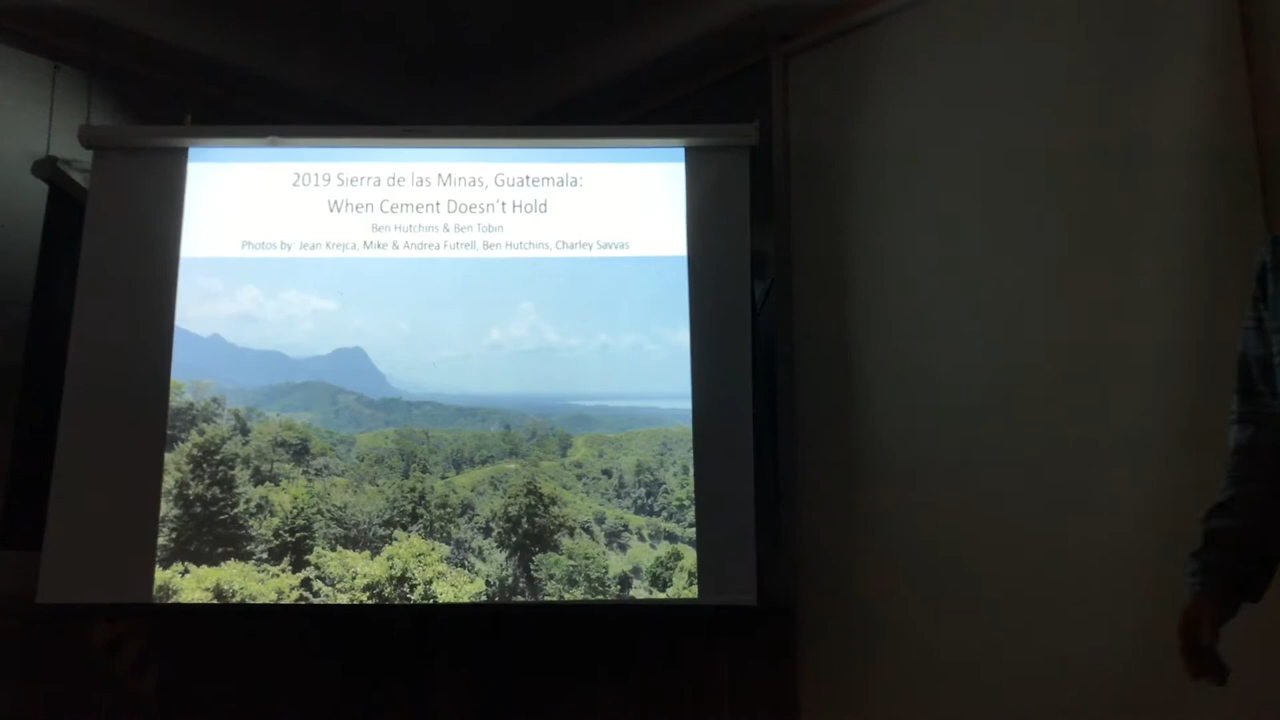 2019 Sierra de las Minas, Guatemala:
When Cement Doesn't Hold
Ben Hutchins & Ben Tobin
Photos by: Jean Krejca, Mike & Andrea Futrell, Ben Hutchins, Charley Savvas